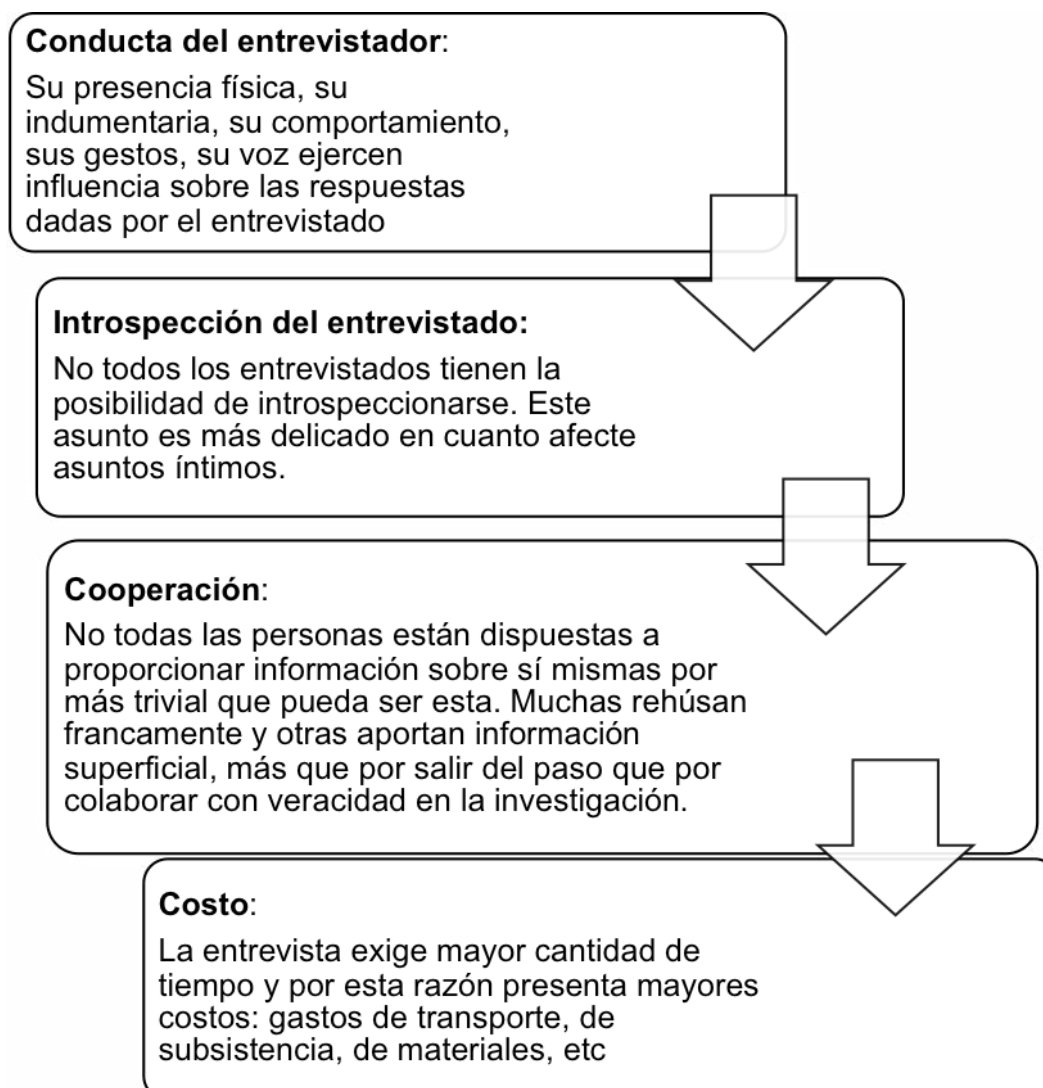 Conducta del entrevistador:
Su presencia física, su
indumentaria, su comportamiento,
sus gestos, su voz ejercen
influencia sobre las respuestas
dadas por el entrevistado
Introspección del entrevistado:
No todos los entrevistados tienen la
posibilidad de introspeccionarse. Este
asunto es más delicado en cuanto afecte
asuntos íntimos.
Cooperación:
No todas las personas están dispuestas a
proporcionar información sobre sí mismas por
más trivial que pueda ser esta. Muchas rehúsan
francamente y otras aportan información
superficial, más que por salir del paso que por
colaborar con veracidad en la investigación.
Costo:
La entrevista exige mayor cantidad de
tiempo y por esta razón presenta mayores
costos: gastos de transporte, de
subsistencia, de materiales, etc